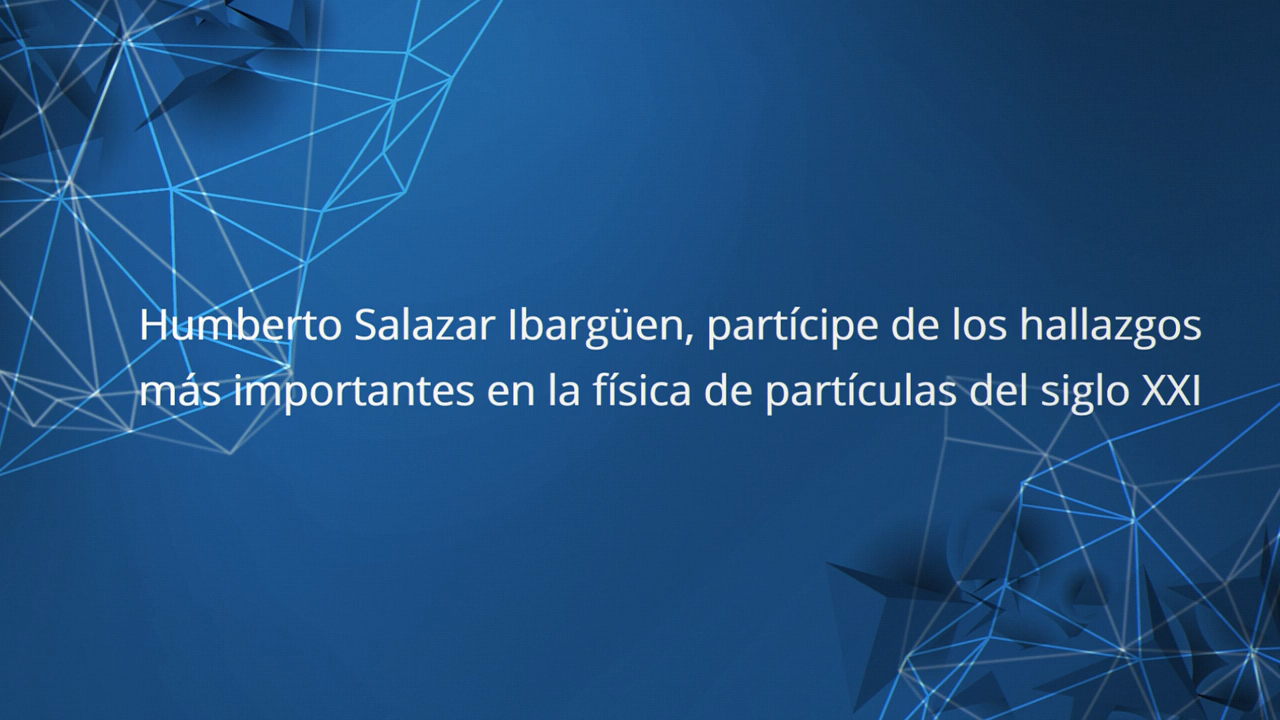 Humberto Salazar Ibargüen, partícipe de los hallazgos
más importantes en la física de partículas del siglo XXI